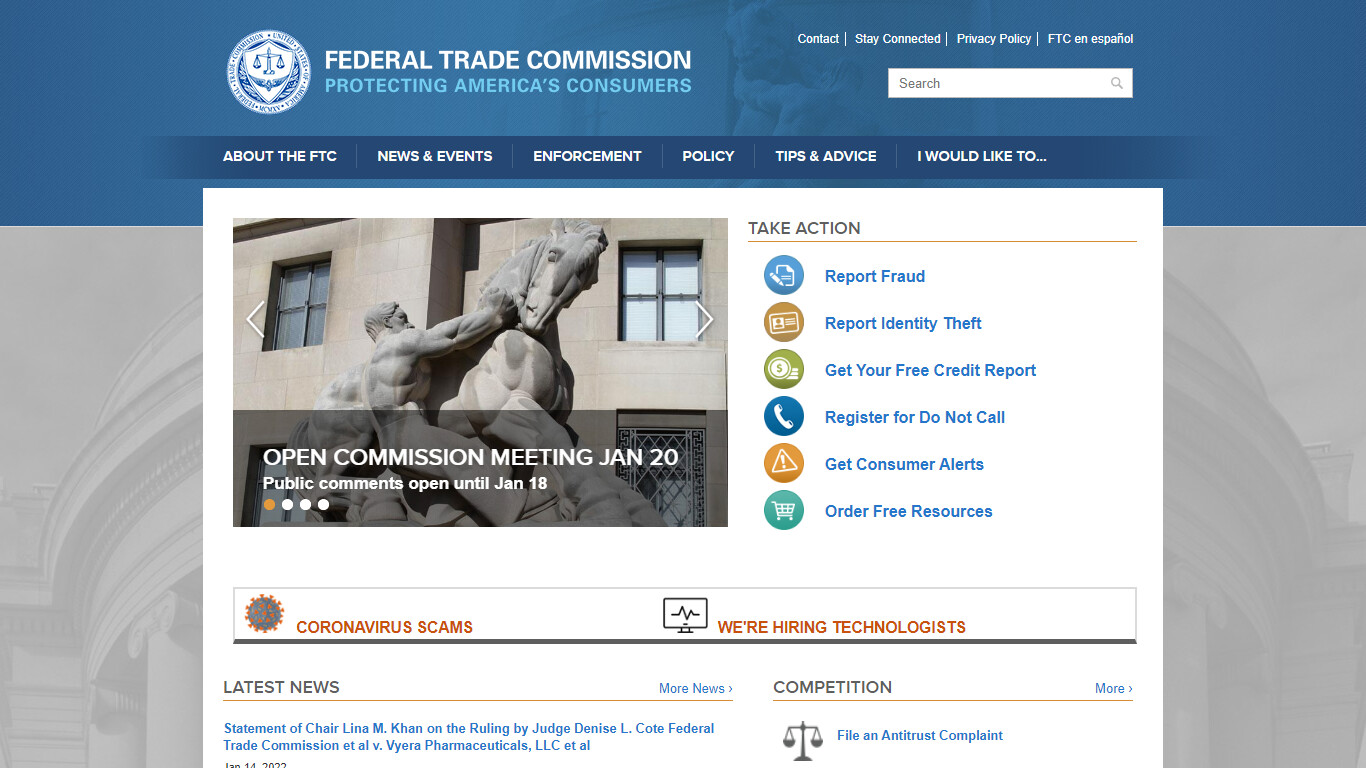 FEDERAL TRADE COMMISSION
PROTECTING AMERICA'S CONSUMERS
Contact
Stay Connected
Privacy Policy
FTC en español
Search
ABOUT THE FTC
NEWS & EVENTS
ENFORCEMENT
POLICY
TIPS & ADVICE
I WOULD LIKE TO...
OPEN COMMISSION MEETING JAN 20
Public comments open until Jan 18
TAKE ACTION
Report Fraud
Report Identity Theft
Get Your Free Credit Report
Register for Do Not Call
Get Consumer Alerts
Order Free Resources
CORONAVIRUS SCAMS
WE'RE HIRING TECHNOLOGISTS
LATEST NEWS
More News ›
Statement of Chair Lina M. Khan on the Ruling by Judge Denise L. Cote Federal
Trade Commission et al v. Vyera Pharmaceuticals, LLC et al
Jan 14, 2022
COMPETITION
More ›
File an Antitrust Complaint